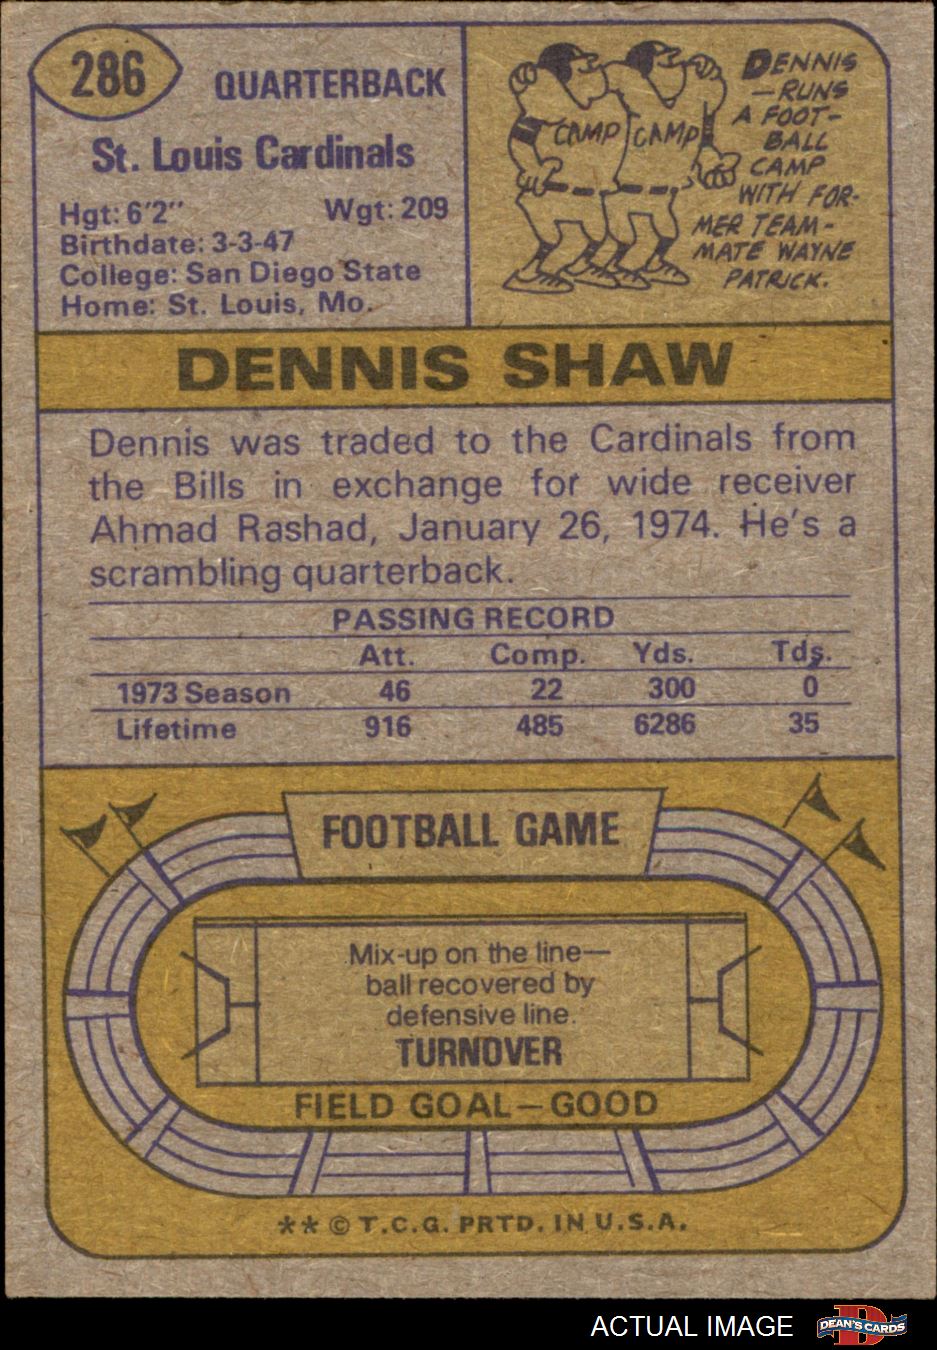 286
QUARTERBACK
St. Louis Cardinals
Hgt: 6'2"
Wgt: 209
Birthdate: 3-3-47
College: San Diego State
Home: St. Louis, Mo.
CAMP CAMP
DENNIS
—RUNS
A FOOT-
BALL
CAMP
WITH FOR-
MER TEAM-
MATE WAYNE
PATRICK.
DENNIS SHAW
Dennis was traded to the Cardinals from
the Bills in exchange for wide receiver
Ahmad Rashad, January 26, 1974. He's a
scrambling quarterback.
PASSING RECORD
Att. Comp. Yds. Tds.
1973 Season 46 22 300 0
Lifetime 916 485 6286 35
FOOTBALL GAME
Mix-up on the line—
ball recovered by
defensive line.
TURNOVER
FIELD GOAL—GOOD
** © T.C.G. PRTD. IN U.S.A.
ACTUAL IMAGE
D
DEAN'S CARDS